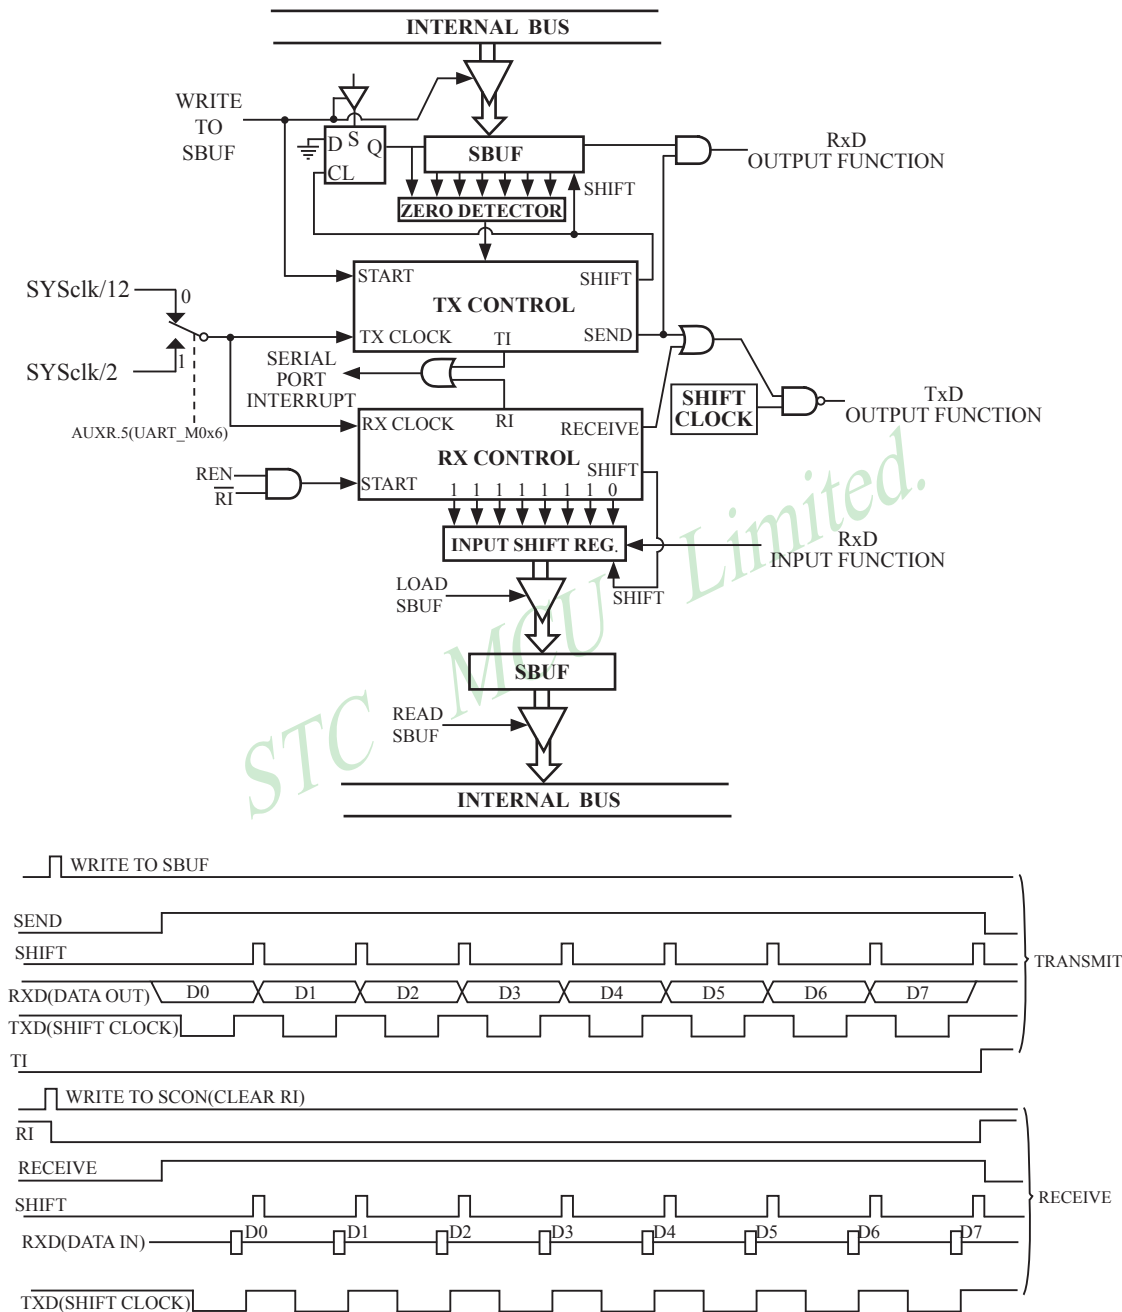 INTERNAL BUS
WRITE
TO
SBUF
D
S
Q
CL
SBUF
SHIFT
ZERO DETECTOR
RxD
OUTPUT FUNCTION
START
SHIFT
TX CONTROL
TX CLOCK
TI
SEND
SYSclk/12
0
1
SYSclk/2
AUXR.5(UART_M0x6)
SERIAL
PORT
INTERRUPT
SHIFT
CLOCK
TxD
OUTPUT FUNCTION
RX CLOCK
RI
RECEIVE
RX CONTROL
SHIFT
START
1 1 1 1 1 1 1 0
REN
RI
INPUT SHIFT REG.
RxD
INPUT FUNCTION
LOAD
SBUF
SHIFT
SBUF
READ
SBUF
INTERNAL BUS
STC MCU Limited.
WRITE TO SBUF
SEND
SHIFT
RXD(DATA OUT) D0 D1 D2 D3 D4 D5 D6 D7
TXD(SHIFT CLOCK)
TI
TRANSMIT
WRITE TO SCON(CLEAR RI)
RI
RECEIVE
SHIFT
RXD(DATA IN) D0 D1 D2 D3 D4 D5 D6 D7
TXD(SHIFT CLOCK)
RECEIVE